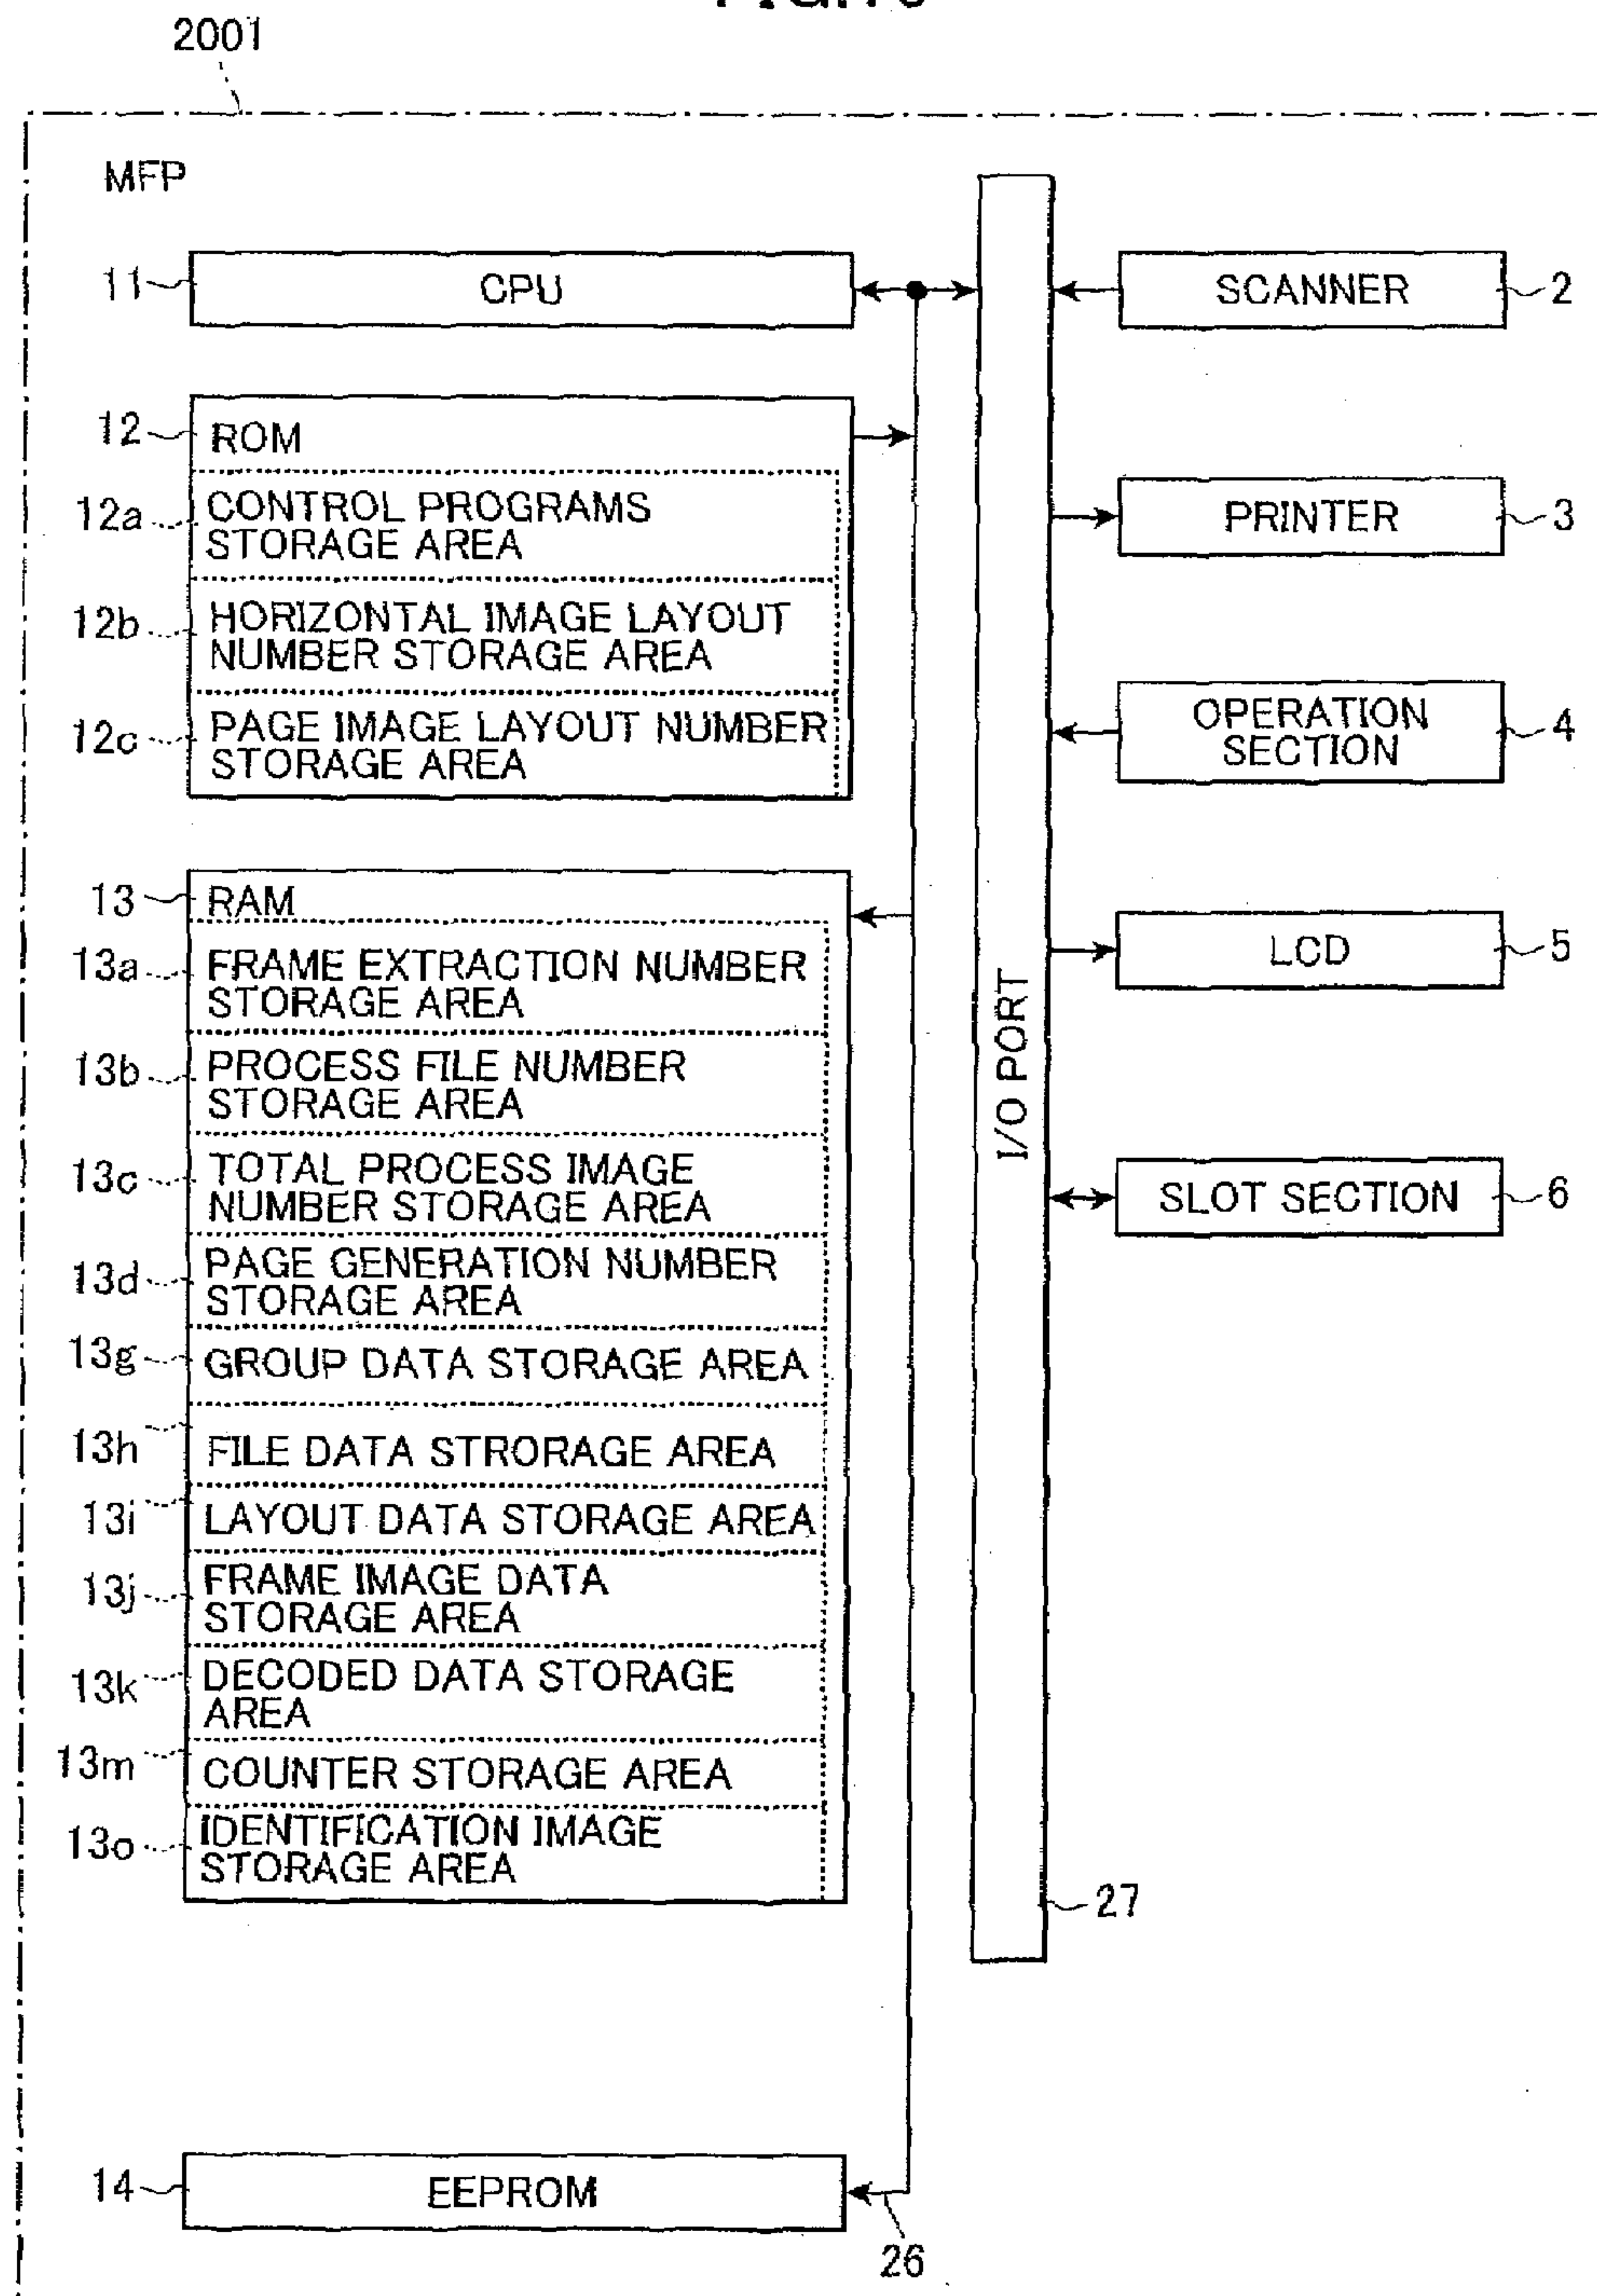 2001
MFP
11
CPU
SCANNER
2
12
ROM
12a
CONTROL PROGRAMS
STORAGE AREA
PRINTER
3
12b
HORIZONTAL IMAGE LAYOUT
NUMBER STORAGE AREA
12c
PAGE IMAGE LAYOUT NUMBER
STORAGE AREA
OPERATION
SECTION
4
13
RAM
13a
FRAME EXTRACTION NUMBER
STORAGE AREA
LCD
5
I/O PORT
13b
PROCESS FILE NUMBER
STORAGE AREA
13c
TOTAL PROCESS IMAGE
NUMBER STORAGE AREA
SLOT SECTION
6
13d
PAGE GENERATION NUMBER
STORAGE AREA
13g
GROUP DATA STORAGE AREA
13h
FILE DATA STRORAGE AREA
13i
LAYOUT DATA STORAGE AREA
13j
FRAME IMAGE DATA
STORAGE AREA
13k
DECODED DATA STORAGE
AREA
13m
COUNTER STORAGE AREA
13o
IDENTIFICATION IMAGE
STORAGE AREA
27
14
EEPROM
26